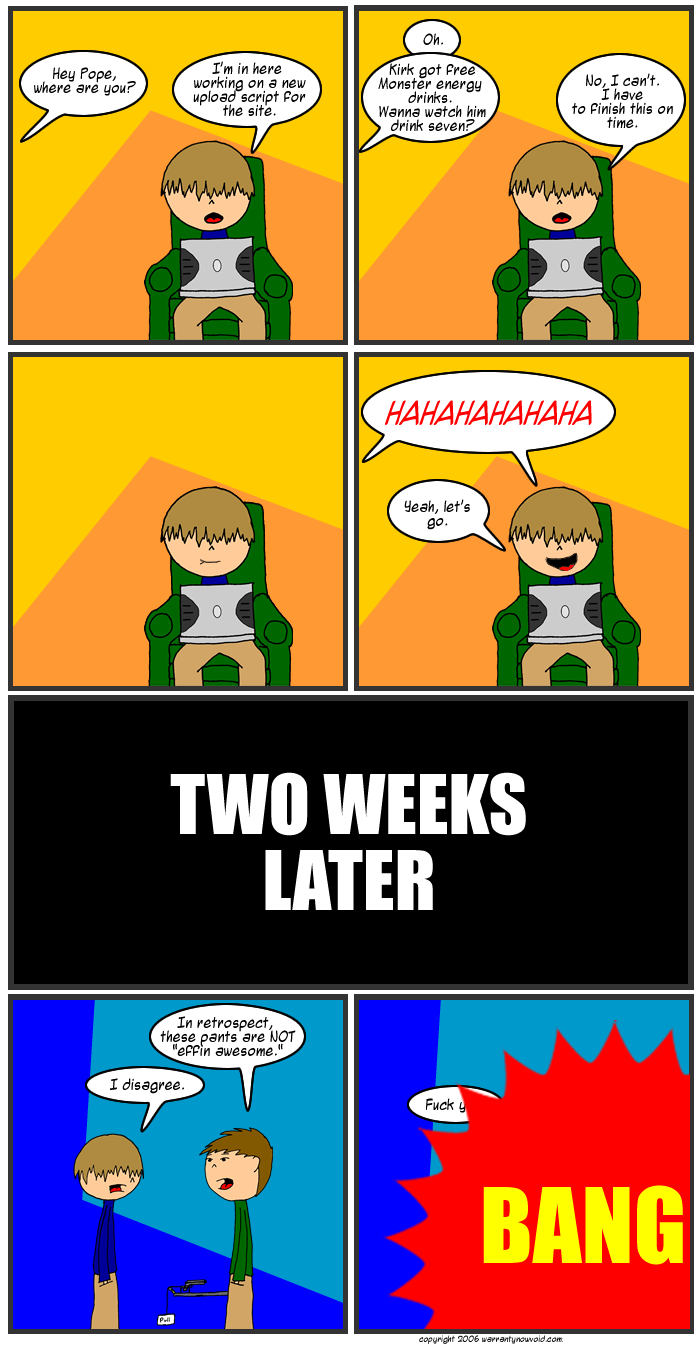 Hey Pope,
where are you?
I'm in here
working on a new
upload script for
the site.
Oh.
Kirk got free
Monster energy
drinks.
Wanna watch him
drink seven?
No, I can't.
I have
to finish this on
time.
HAHAHAHAHAHA
Yeah, let's
go.
TWO WEEKS
LATER
In retrospect,
these pants are NOT
"effin awesome."
I disagree.
Pull
Fuck y
BANG
copyright 2006 warrantynowvoid.com